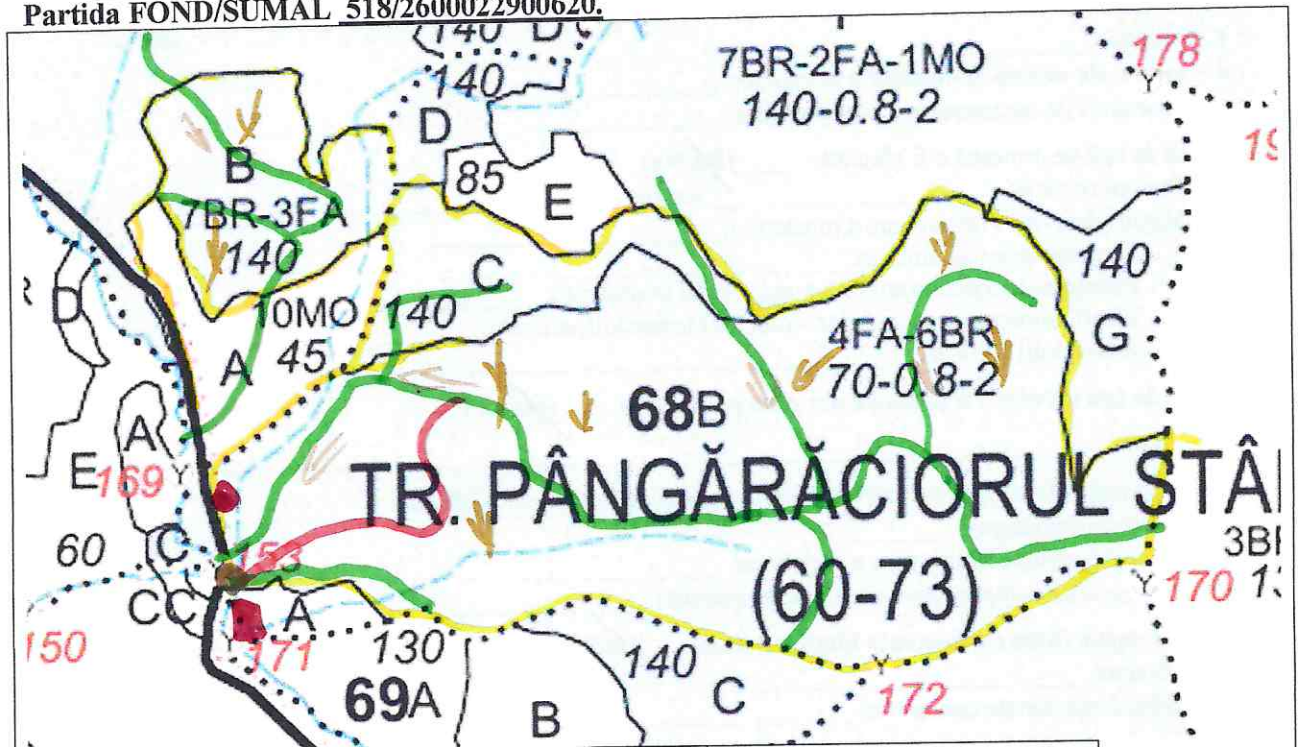 Partida FOND/SUMAL 518/2600022900620.
140 D
140
7BR-2FA-1MO
140-0.8-2
178
D
B
85
E
7BR-3FA
140
C
140
D
10MO
140
45
A
4FA-6BR
70-0.8-2
G
68B
A
E
169
TR. PÂNGĂRĂCIORUL STÂ
60
C
153
3BI
(60-73)
170
CC
A
150
171
130
140
69A
C
172
B